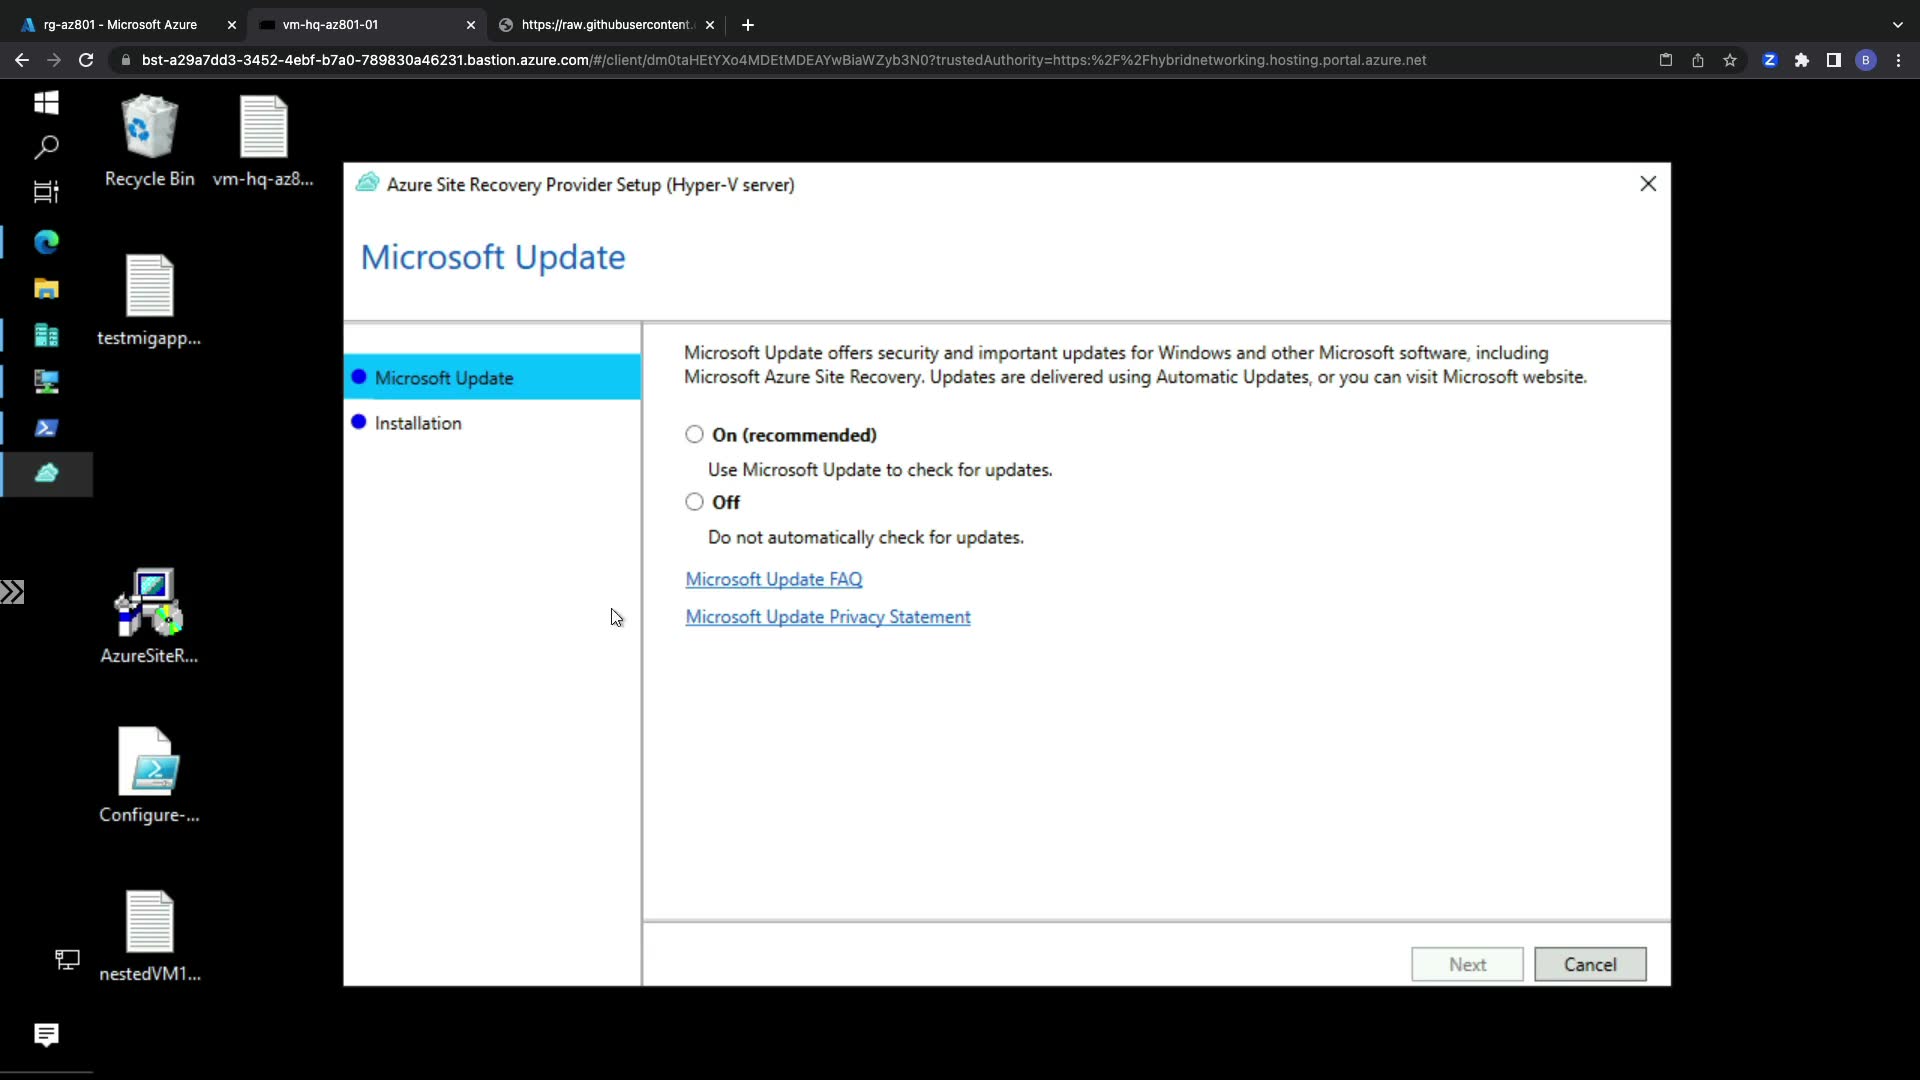 rg-az801 - Microsoft Azure
vm-hq-az801-01
https://raw.githubusercontent.
bst-a29a7dd3-3452-4ebf-b7a0-789830a46231.bastion.azure.com/#/client/dm0taHEtYXo4MDEtMDEAYwBiaWZyb3N0?trustedAuthority=https:%2F%2Fhybridnetworking.hosting.portal.azure.net
Z
B
Recycle Bin
vm-hq-az8...
testmigapp...
AzureSiteR...
Configure-...
nestedVM1...
Azure Site Recovery Provider Setup (Hyper-V server)
Microsoft Update
Microsoft Update
Installation
Microsoft Update offers security and important updates for Windows and other Microsoft software, including
Microsoft Azure Site Recovery. Updates are delivered using Automatic Updates, or you can visit Microsoft website.
On (recommended)
Use Microsoft Update to check for updates.
Off
Do not automatically check for updates.
Microsoft Update FAQ
Microsoft Update Privacy Statement
Next
Cancel